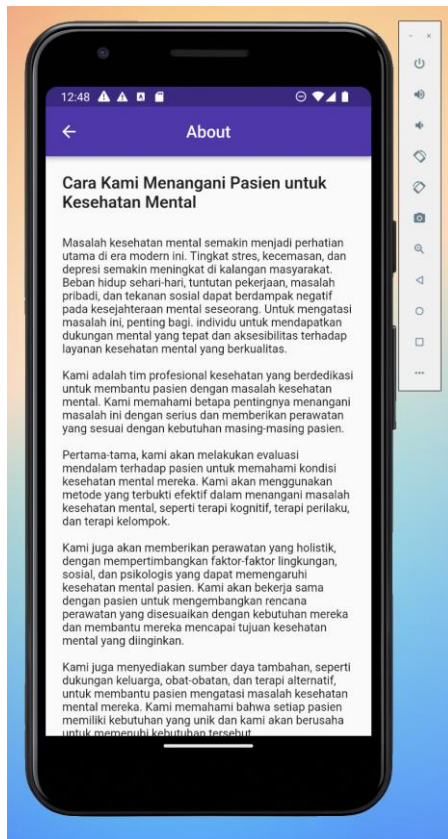 12:48
About
Cara Kami Menangani Pasien untuk
Kesehatan Mental
Masalah kesehatan mental semakin menjadi perhatian
utama di era modern ini. Tingkat stres, kecemasan, dan
depresi semakin meningkat di kalangan masyarakat.
Beban hidup sehari-hari, tuntutan pekerjaan, masalah
pribadi, dan tekanan sosial dapat berdampak negatif
pada kesejahteraan mental seseorang. Untuk mengatasi
masalah ini, penting bagi. individu untuk mendapatkan
dukungan mental yang tepat dan aksesibilitas terhadap
layanan kesehatan mental yang berkualitas.
Kami adalah tim profesional kesehatan yang berdedikasi
untuk membantu pasien dengan masalah kesehatan
mental. Kami memahami betapa pentingnya menangani
masalah ini dengan serius dan memberikan perawatan
yang sesuai dengan kebutuhan masing-masing pasien.
Pertama-tama, kami akan melakukan evaluasi
mendalam terhadap pasien untuk memahami kondisi
kesehatan mental mereka. Kami akan menggunakan
metode yang terbukti efektif dalam menangani masalah
kesehatan mental, seperti terapi kognitif, terapi perilaku,
dan terapi kelompok.
Kami juga akan memberikan perawatan yang holistik,
dengan mempertimbangkan faktor-faktor lingkungan,
sosial, dan psikologis yang dapat memengaruhi
kesehatan mental pasien. Kami akan bekerja sama
dengan pasien untuk mengembangkan rencana
perawatan yang disesuaikan dengan kebutuhan mereka
dan membantu mereka mencapai tujuan kesehatan
mental yang diinginkan.
Kami juga menyediakan sumber daya tambahan, seperti
dukungan keluarga, obat-obatan, dan terapi alternatif,
untuk membantu pasien mengatasi masalah kesehatan
mental mereka. Kami memahami bahwa setiap pasien
memiliki kebutuhan yang unik dan kami akan berusaha
untuk memenuhi kebutuhan tersebut